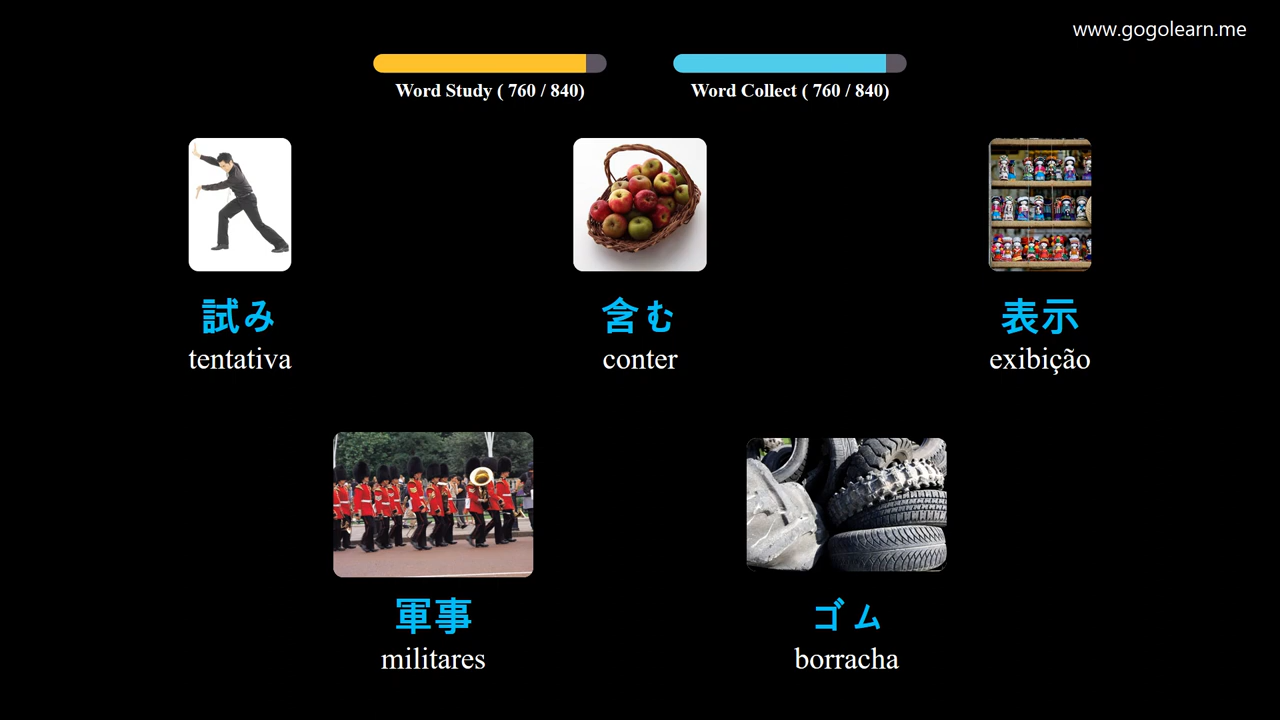 www.gogolearn.me
Word Study ( 760 / 840)
Word Collect ( 760 / 840)
試み
tentativa
含む
conter
表示
exibição
軍事
militares
ゴム
borracha